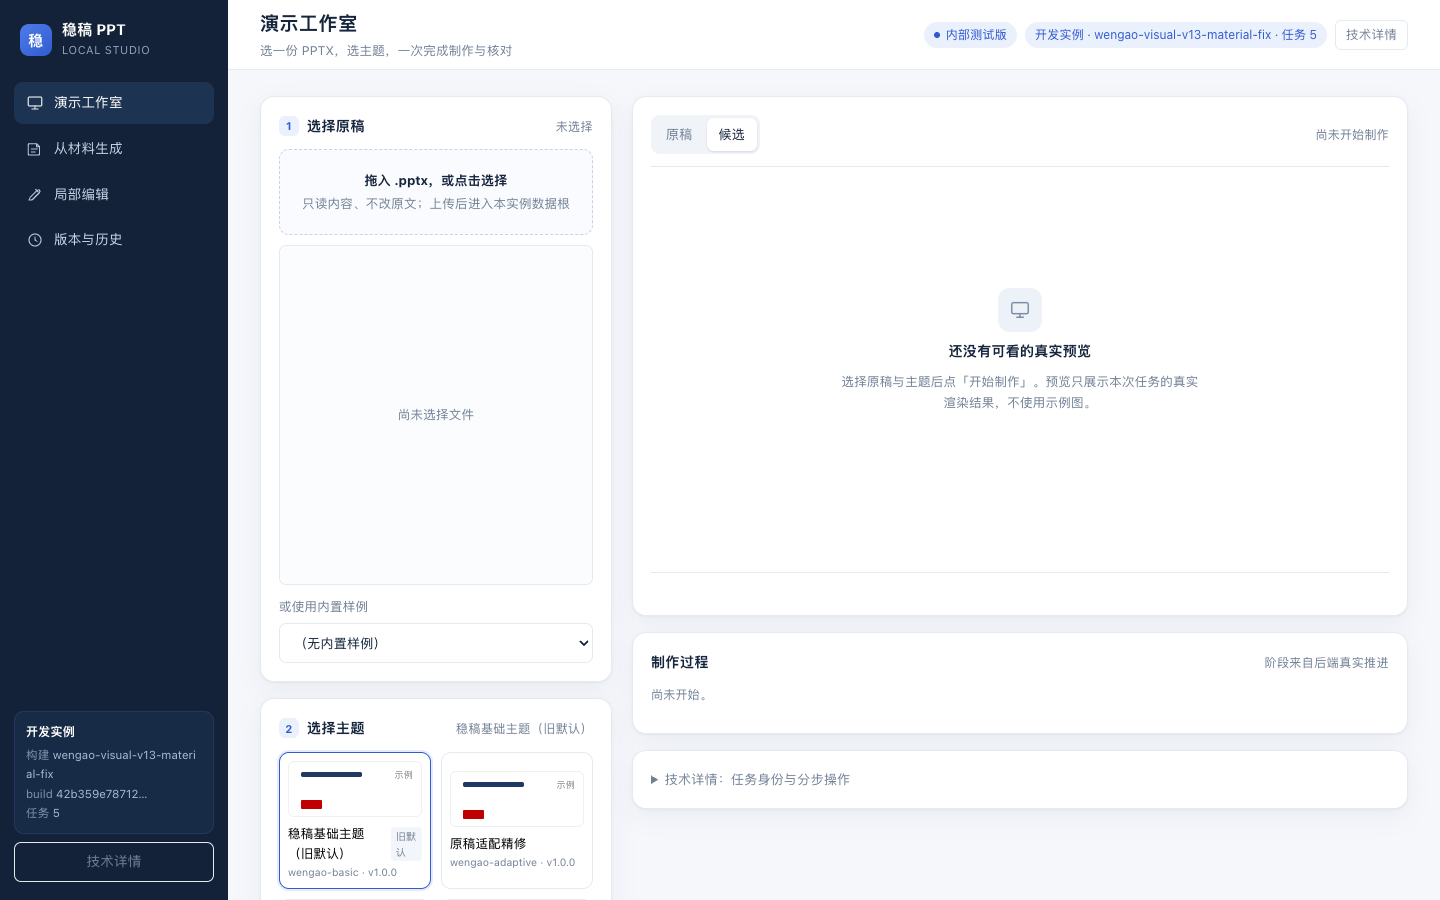 稳
稳稿 PPT
LOCAL STUDIO
演示工作室
从材料生成
局部编辑
版本与历史
开发实例
构建 wengao-visual-v13-materi
al-fix
build 42b359e78712...
任务 5
技术详情
演示工作室
选一份 PPTX，选主题，一次完成制作与核对
内部测试版
开发实例 · wengao-visual-v13-material-fix · 任务 5
技术详情
1 选择原稿
未选择
拖入 .pptx，或点击选择
只读内容、不改原文；上传后进入本实例数据根
尚未选择文件
或使用内置样例
（无内置样例）
2 选择主题
稳稿基础主题（旧默认）
示例
稳稿基础主题
（旧默认）
旧默
认
wengao-basic · v1.0.0
示例
原稿适配精修
wengao-adaptive · v1.0.0
原稿
候选
尚未开始制作
还没有可看的真实预览
选择原稿与主题后点「开始制作」。预览只展示本次任务的真实
渲染结果，不使用示例图。
制作过程
阶段来自后端真实推进
尚未开始。
技术详情：任务身份与分步操作